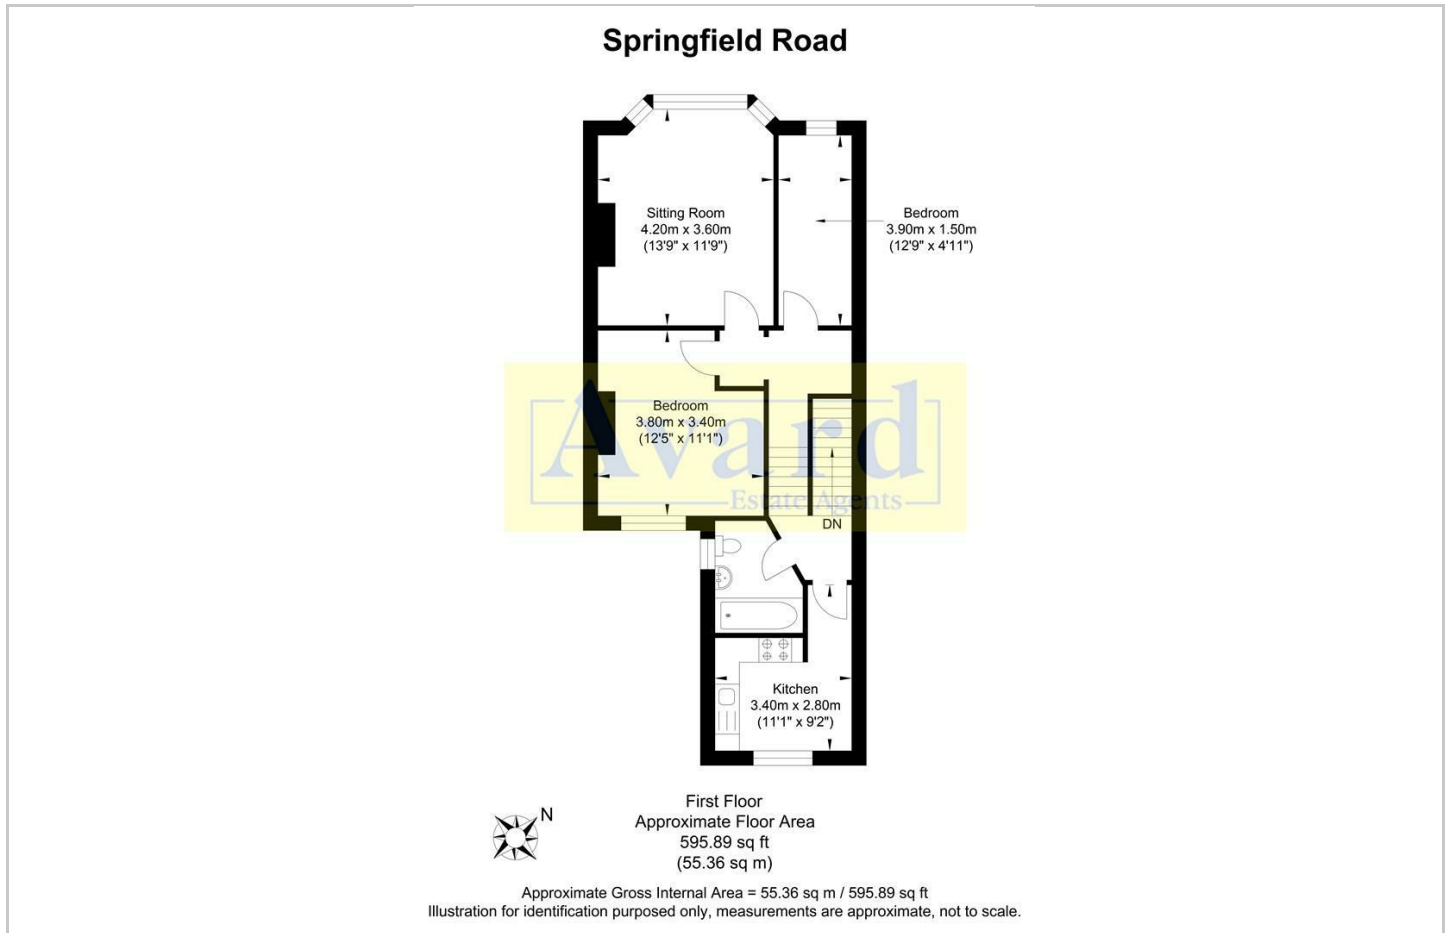 Springfield Road
Sitting Room
4.20m x 3.60m
(13'9" x 11'9")
Bedroom
3.90m x 1.50m
(12'9" x 4'11")
Bedroom
3.80m x 3.40m
(12'5" x 11'1")
Avard
Estate Agents
DN
Kitchen
3.40m x 2.80m
(11'1" x 9'2")
N
First Floor
Approximate Floor Area
595.89 sq ft
(55.36 sq m)
Approximate Gross Internal Area = 55.36 sq m / 595.89 sq ft
Illustration for identification purposed only, measurements are approximate, not to scale.